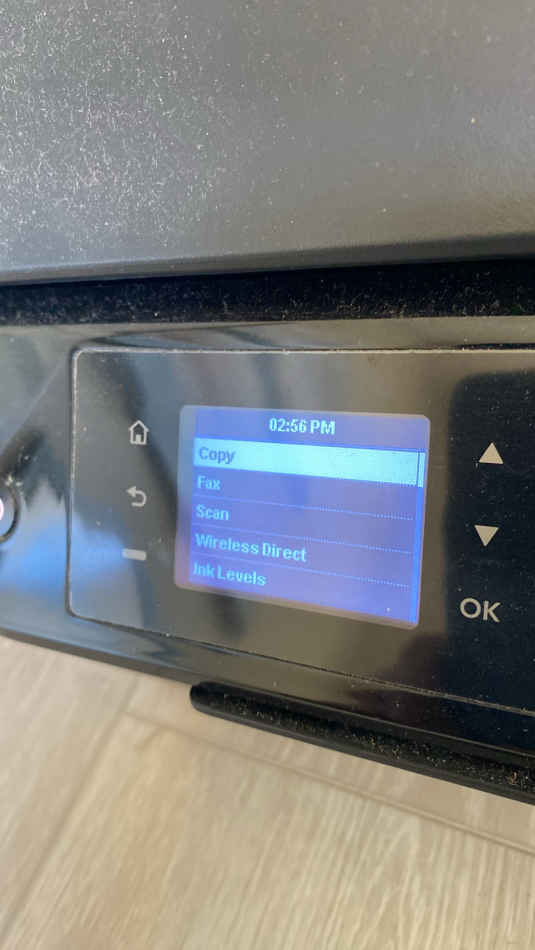 02:56 PM
Copy
Fax
Scan
Wireless Direct
Ink Levels
OK